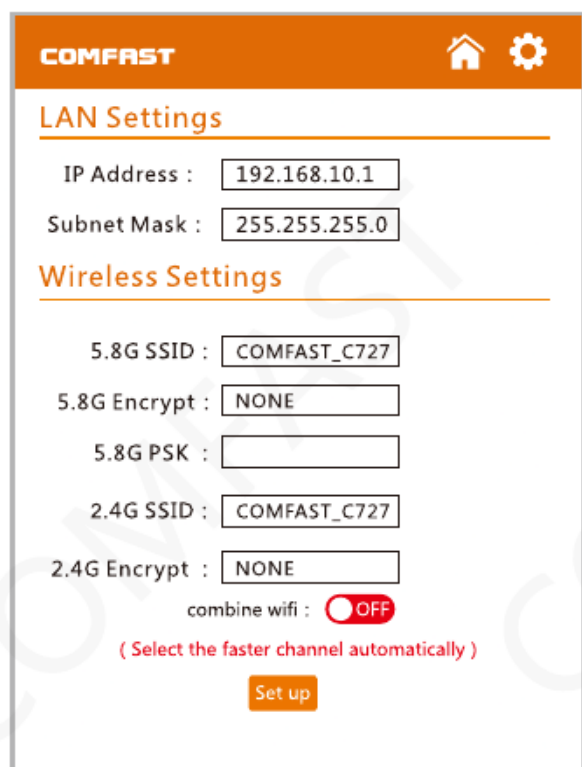 COMFAST
LAN Settings
IP Address : 192.168.10.1
Subnet Mask : 255.255.255.0
Wireless Settings
5.8G SSID : COMFAST_C727
5.8G Encrypt : NONE
5.8G PSK :
2.4G SSID : COMFAST_C727
2.4G Encrypt : NONE
combine wifi : OFF
( Select the faster channel automatically )
Set up
COMFAST